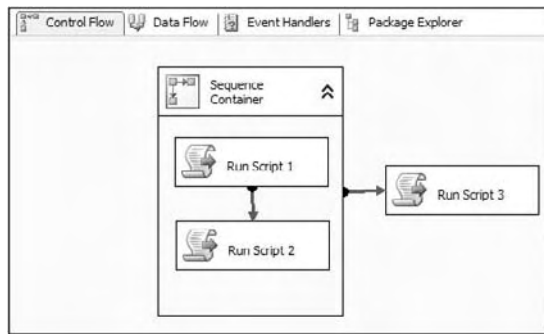 Control Flow
Data Flow
Event Handlers
Package Explorer
Sequence
Container
Run Script 1
Run Script 2
Run Script 3